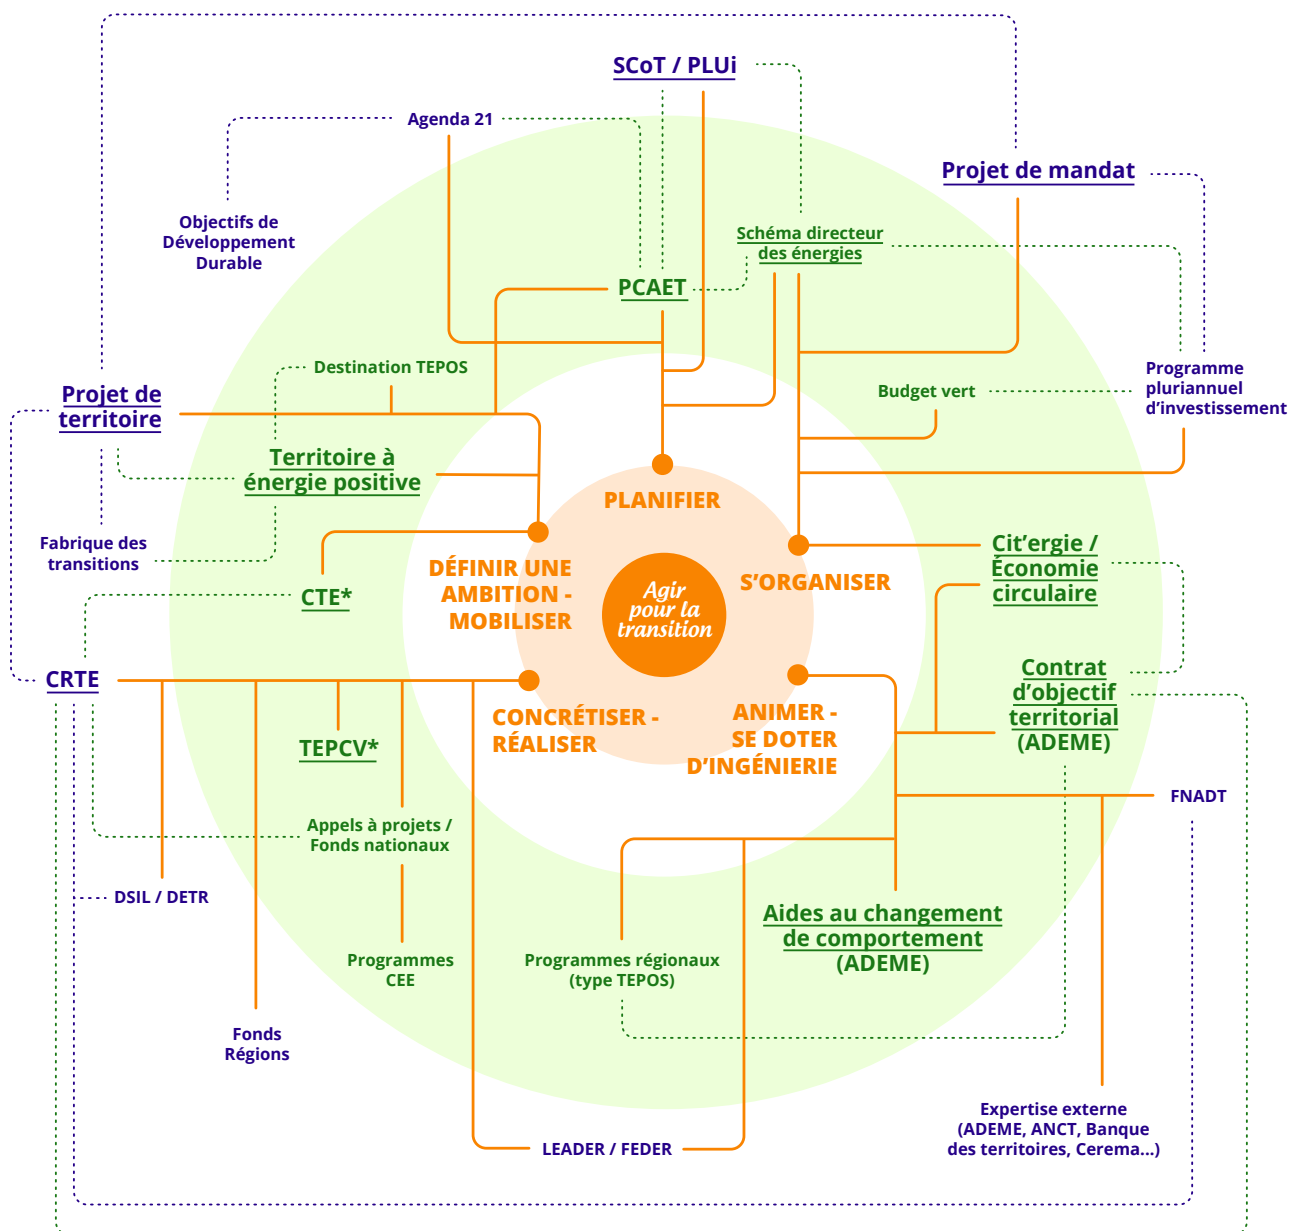 SCoT / PLUi
Agenda 21
Projet de mandat
Objectifs de
Développement
Durable
Schéma directeur
des énergies
PCAET
Destination TEPOS
Projet de
territoire
Budget vert
Programme
pluriannuel
d'investissement
Territoire à
énergie positive
PLANIFIER
Fabrique des
transitions
DÉFINIR UNE
AMBITION -
MOBILISER
S'ORGANISER
Cit'ergie /
Économie
circulaire
CTE*
Agir
pour la
transition
CRTE
Contrat
d'objectif
territorial
(ADEME)
CONCRÉTISER -
RÉALISER
ANIMER -
SE DOTER
D'INGÉNIERIE
TEPCV*
FNADT
Appels à projets /
Fonds nationaux
DSIL / DETR
Aides au changement
de comportement
(ADEME)
Programmes
CEE
Programmes régionaux
(type TEPOS)
Fonds
Régions
Expertise externe
(ADEME, ANCT, Banque
des territoires, Cerema...)
LEADER / FEDER